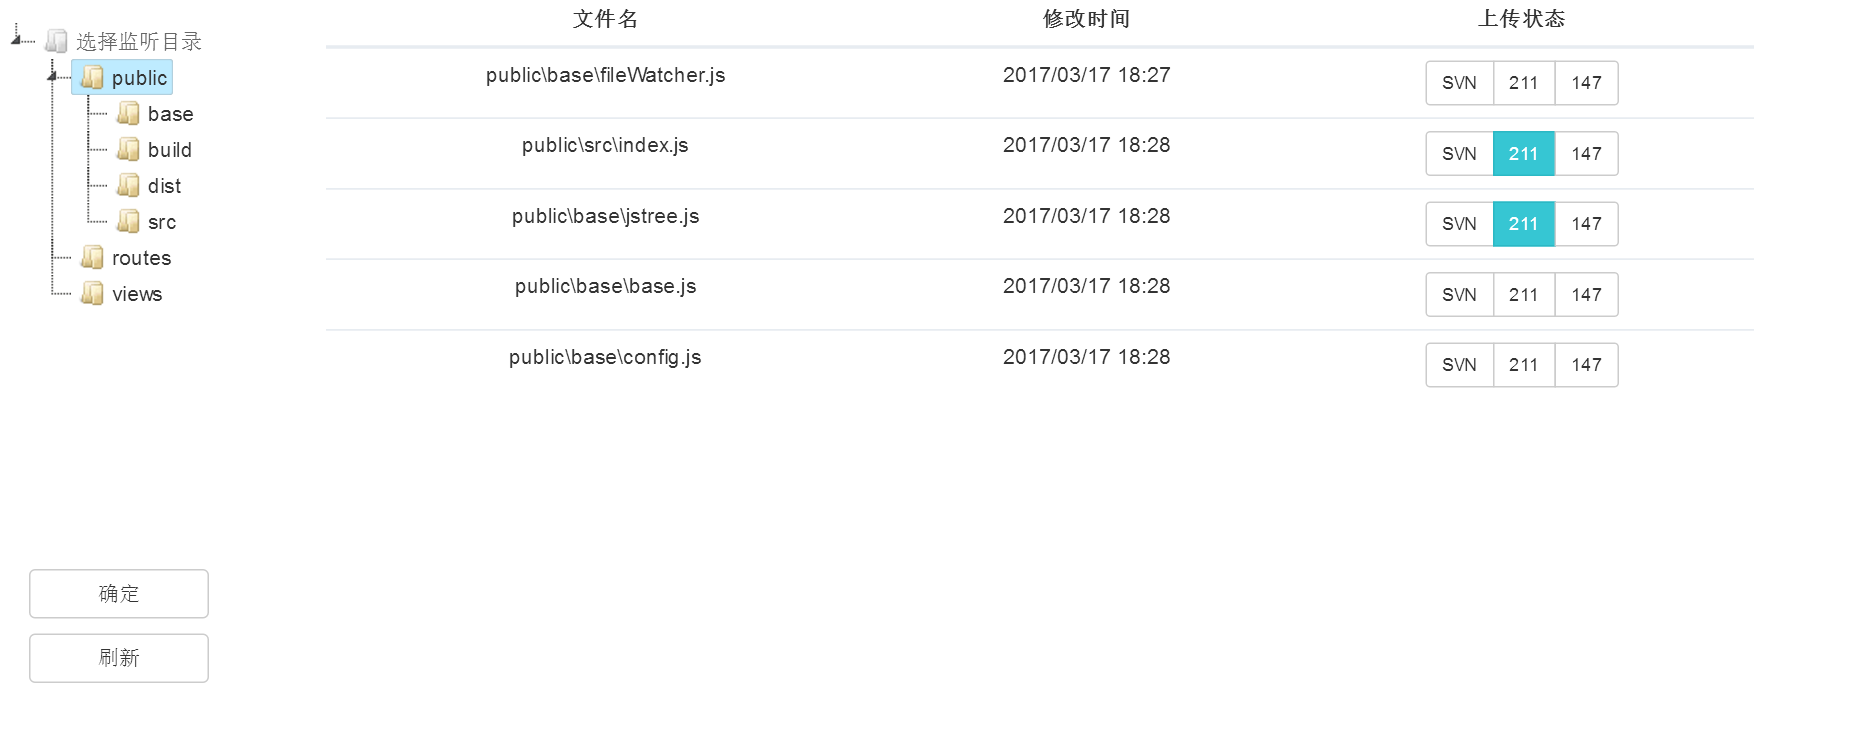 选择监听目录
public
base
build
dist
src
routes
views
确定
刷新
文件名 修改时间 上传状态
public\base\fileWatcher.js 2017/03/17 18:27 SVN 211 147
public\src\index.js 2017/03/17 18:28 SVN 211 147
public\base\jstree.js 2017/03/17 18:28 SVN 211 147
public\base\base.js 2017/03/17 18:28 SVN 211 147
public\base\config.js 2017/03/17 18:28 SVN 211 147